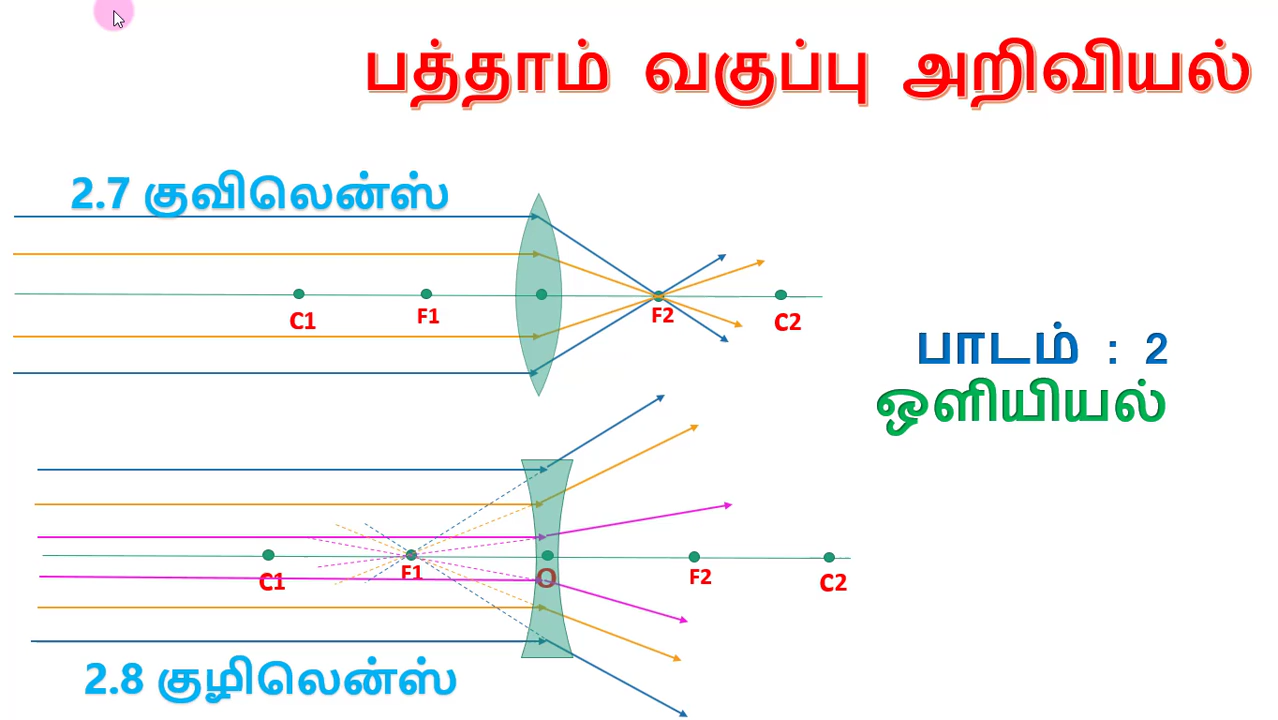 பத்தாம் வகுப்பு அறிவியல்
2.7 குவிலென்ஸ்
C1
F1
F2
C2
பாடம் : 2
ஒளியியல்
C1
F1
O
F2
C2
2.8 குழிலென்ஸ்